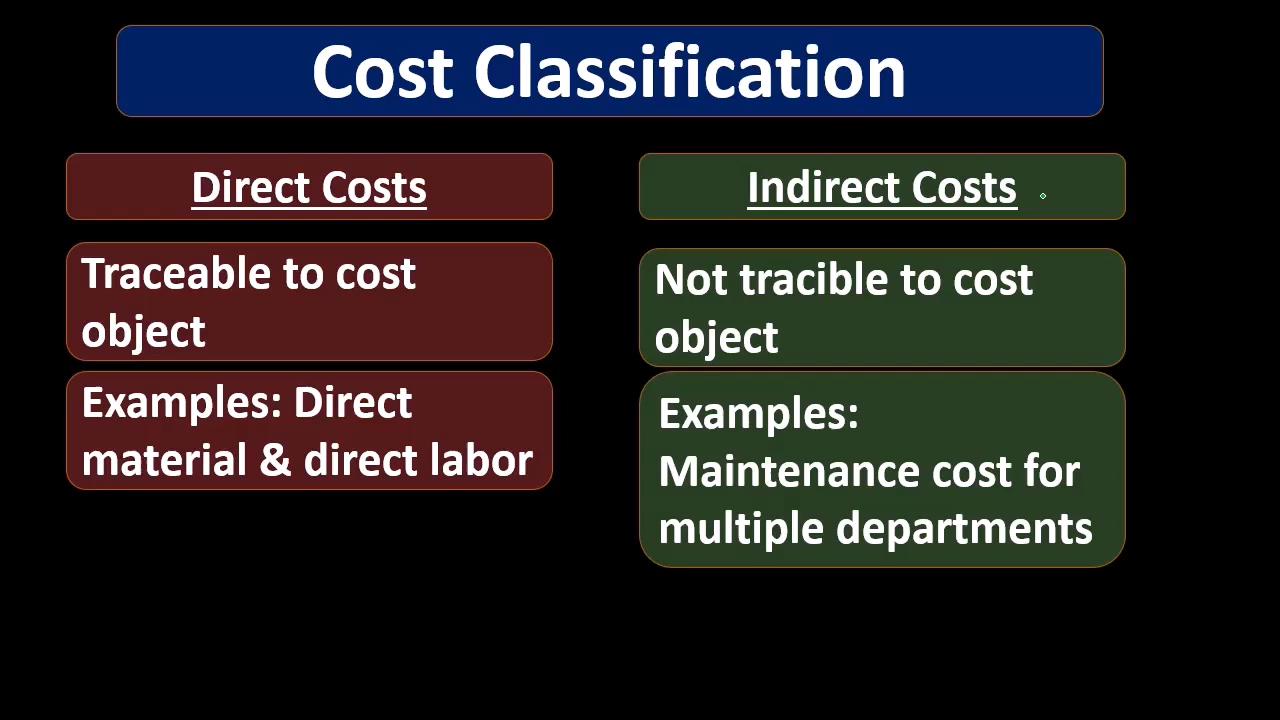 Cost Classification
Direct Costs
Traceable to cost
object
Examples: Direct
material & direct labor
Indirect Costs
Not tracible to cost
object
Examples:
Maintenance cost for
multiple departments